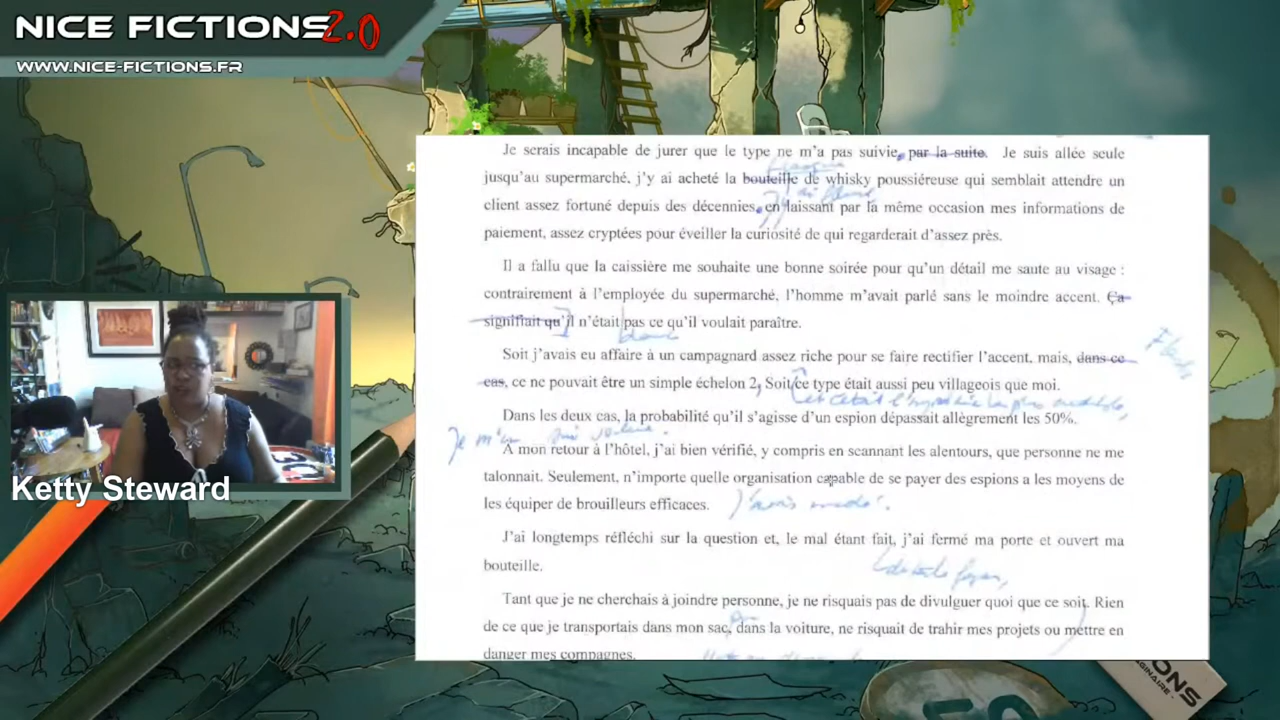 NICE FICTIONS 2.0
WWW.NICE-FICTIONS.FR
Je serais incapable de jurer que le type ne m'a pas suivie, par la suite. Je suis allée seule
jusqu'au supermarché, j'y ai acheté la bouteille de whisky poussiéreuse qui semblait attendre un
client assez fortuné depuis des décennies, en laissant par la même occasion mes informations de
paiement, assez cryptées pour éveiller la curiosité de qui regarderait d'assez près.
Il a fallu que la caissière me souhaite une bonne soirée pour qu'un détail me saute au visage :
contrairement à l'employée du supermarché, l'homme m'avait parlé sans le moindre accent. Ça
signifiait qu'il n'était pas ce qu'il voulait paraître.
Soit j'avais eu affaire à un campagnard assez riche pour se faire rectifier l'accent, mais, dans ce
cas, ce ne pouvait être un simple échelon 2, Soit ce type était aussi peu villageois que moi.
Dans les deux cas, la probabilité qu'il s'agisse d'un espion dépassait allègrement les 50%.
Je m'en suis voulue.
À mon retour à l'hôtel, j'ai bien vérifié, y compris en scannant les alentours, que personne ne me
talonnait. Seulement, n'importe quelle organisation capable de se payer des espions a les moyens de
les équiper de brouilleurs efficaces.
J'ai longtemps réfléchi sur la question et, le mal étant fait, j'ai fermé ma porte et ouvert ma
bouteille.
de toute façon,
Tant que je ne cherchais à joindre personne, je ne risquais pas de divulguer quoi que ce soit. Rien
de ce que je transportais dans mon sac, dans la voiture, ne risquait de trahir mes projets ou mettre en
danger mes compagnes.
Ketty Steward